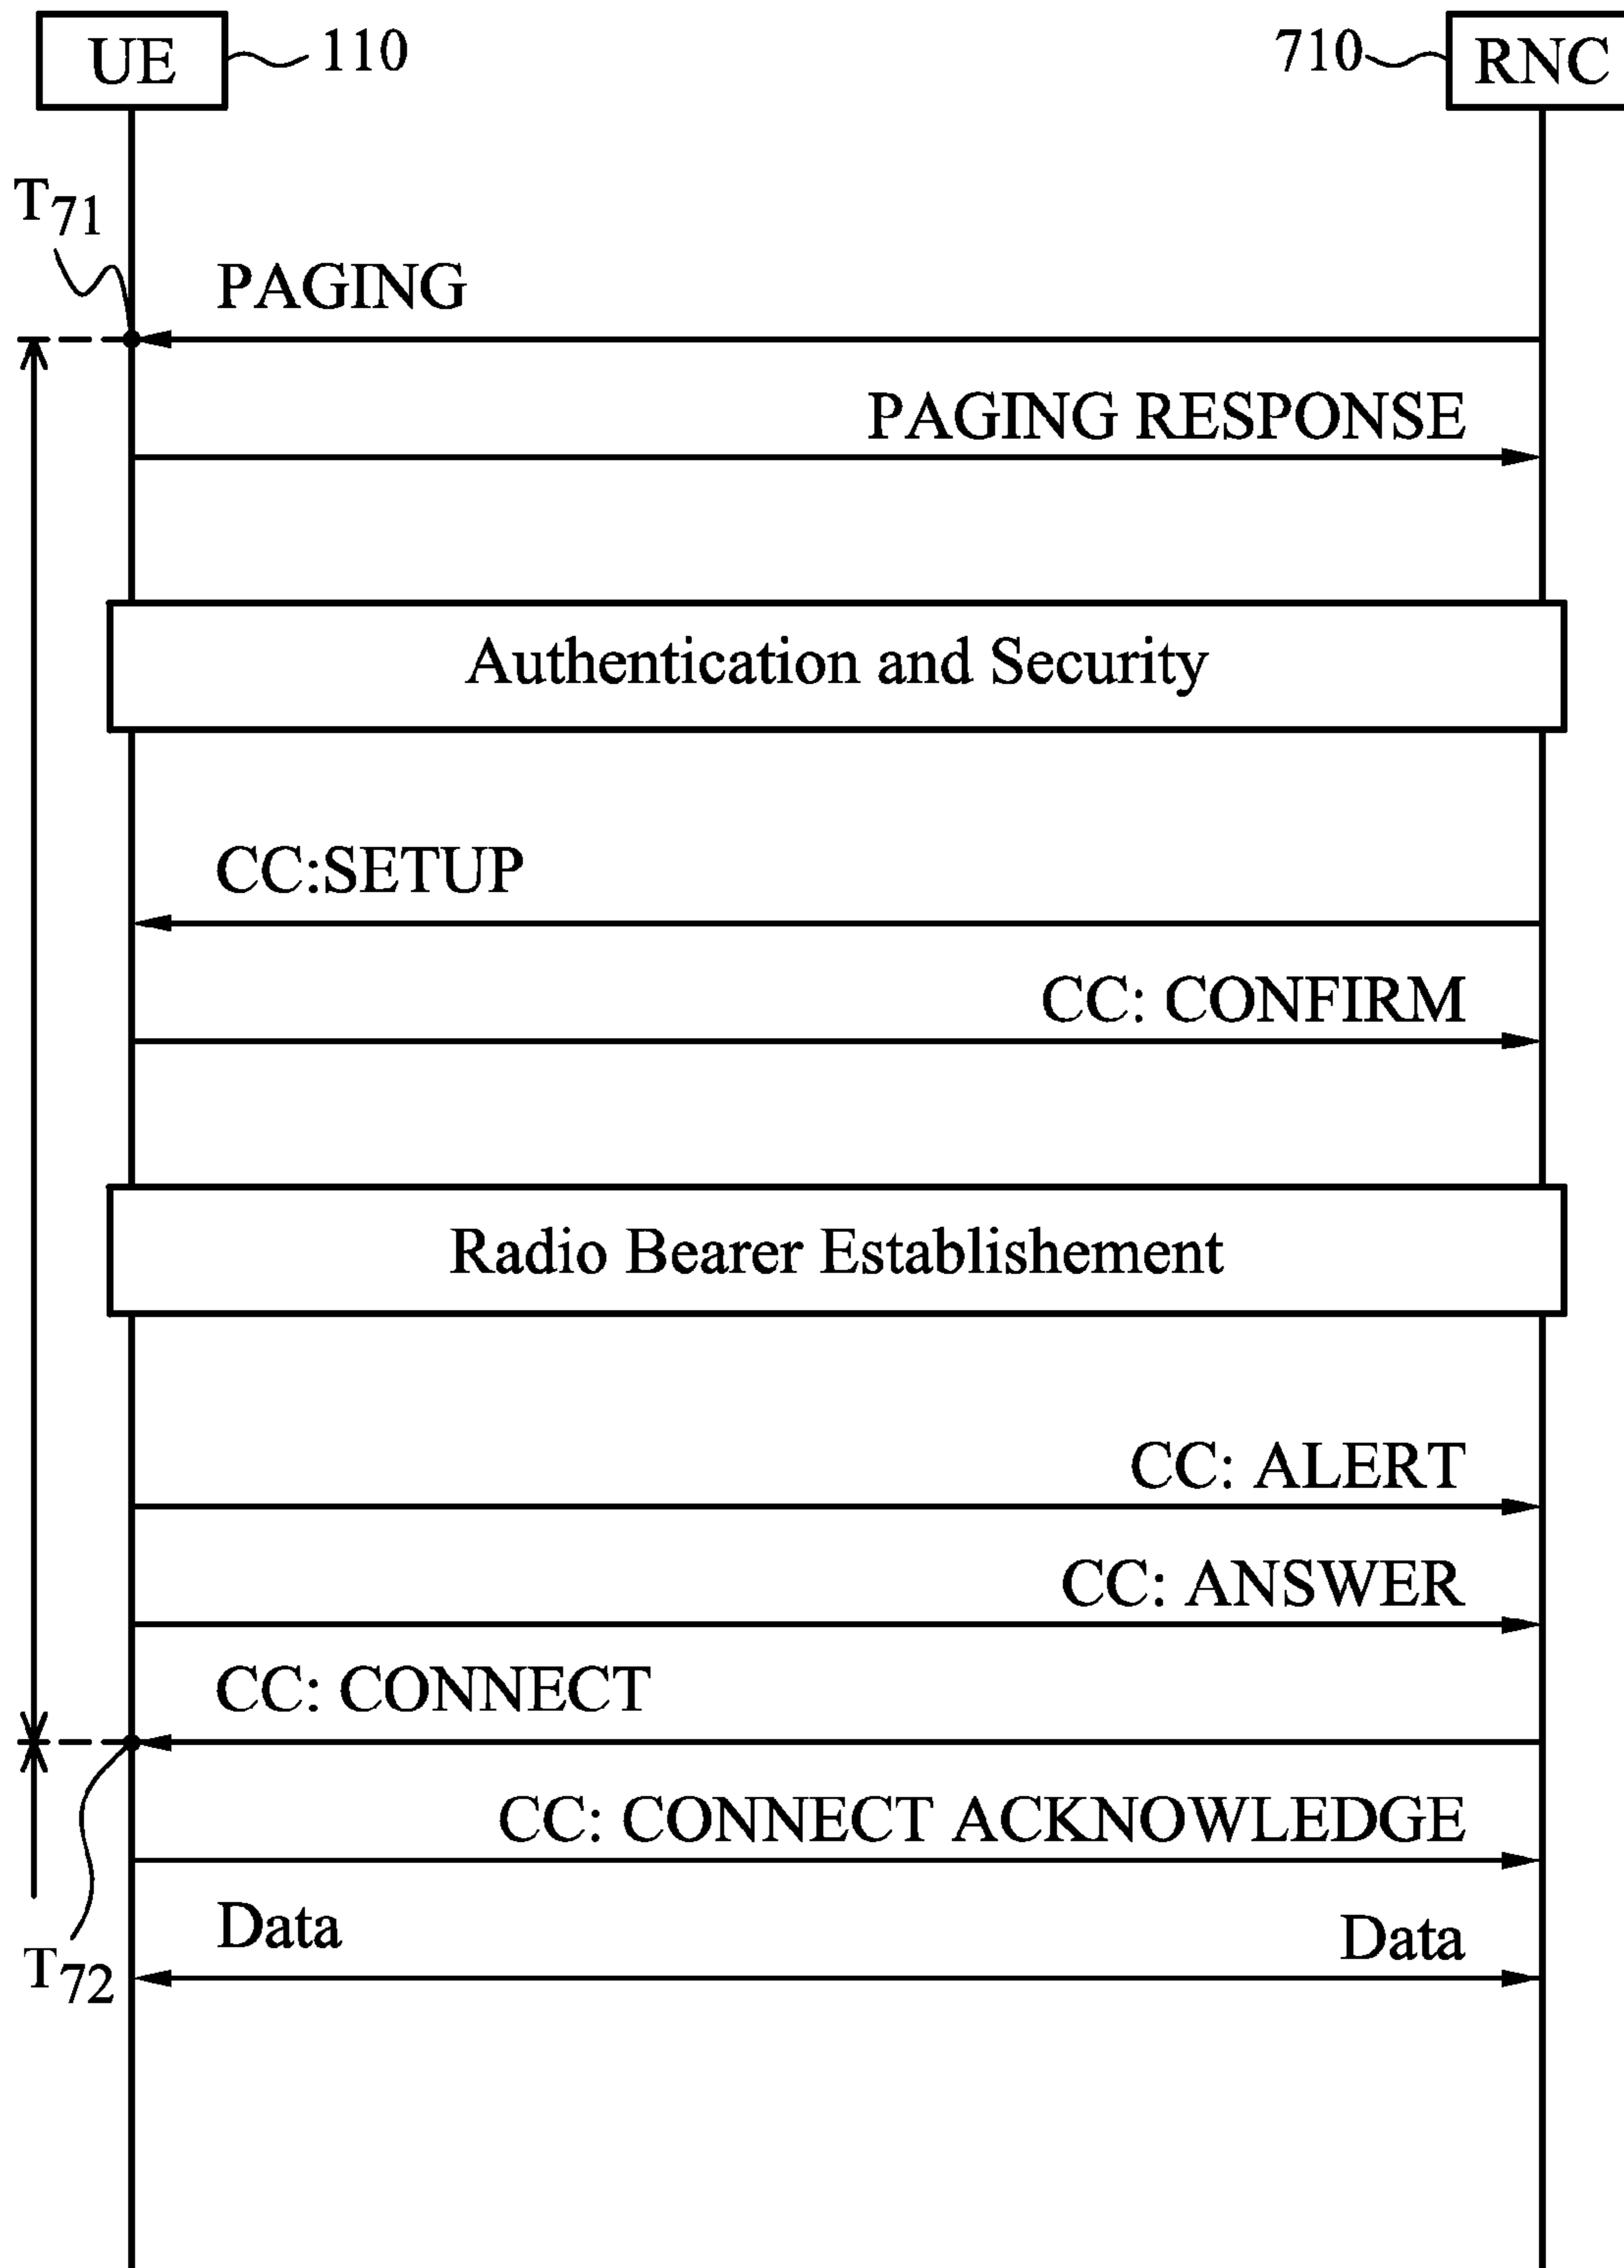 UE
110
710
RNC
T71
PAGING
PAGING RESPONSE
Authentication and Security
CC:SETUP
CC: CONFIRM
Radio Bearer Establishement
CC: ALERT
CC: ANSWER
CC: CONNECT
CC: CONNECT ACKNOWLEDGE
Data
Data
T72